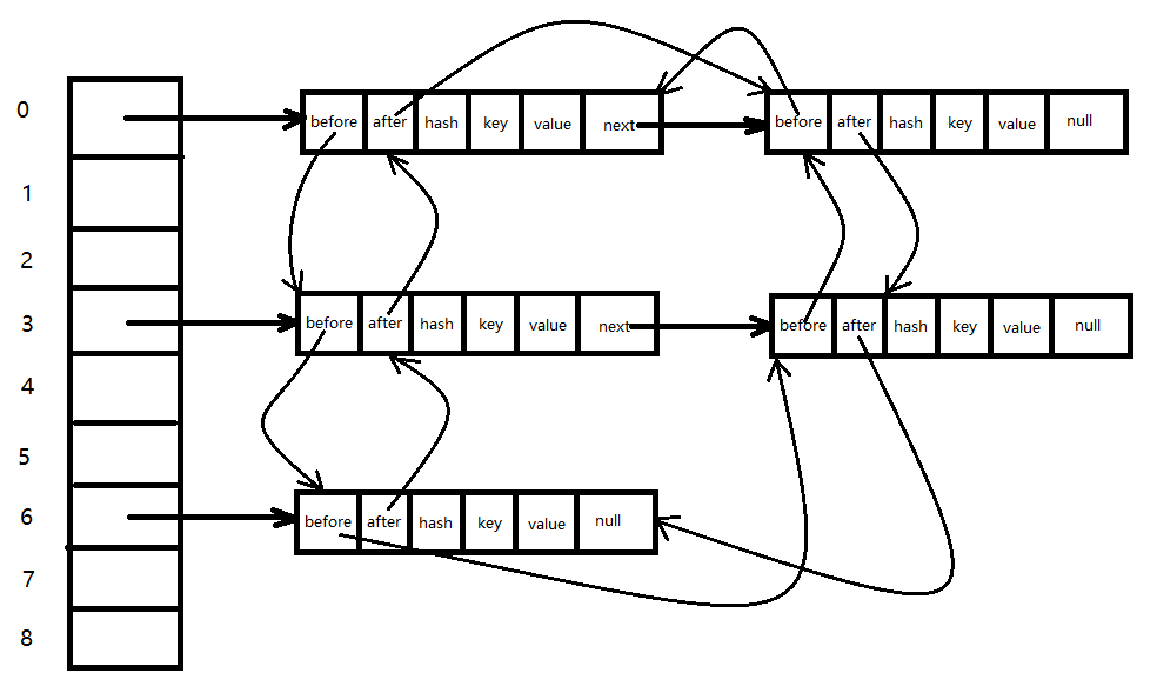 0 before after hash key value next before after hash key value null
1
2
3 before after hash key value next before after hash key value null
4
5
6 before after hash key value null
7
8